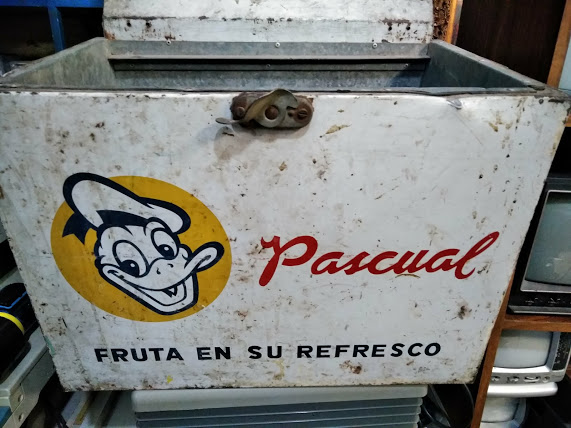 Pascual
FRUTA EN SU REFRESCO